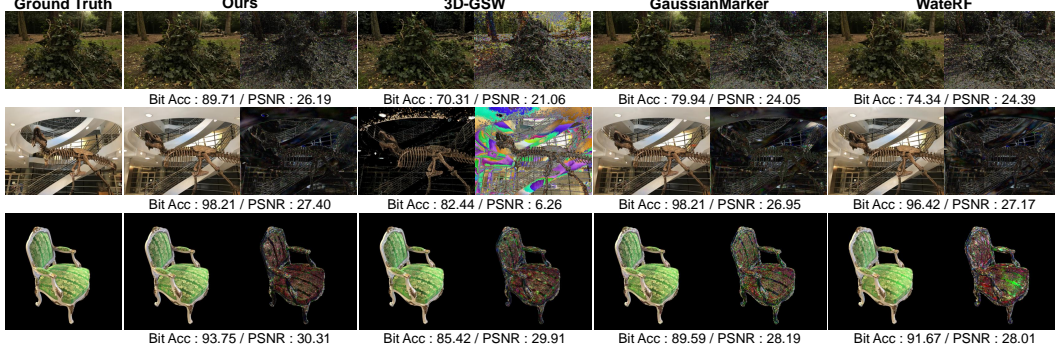 Ground Truth Ours 3D-GSW GaussianMarker WateRF
Bit Acc : 89.71 / PSNR : 26.19 Bit Acc : 70.31 / PSNR : 21.06 Bit Acc : 79.94 / PSNR : 24.05 Bit Acc : 74.34 / PSNR : 24.39
Bit Acc : 98.21 / PSNR : 27.40 Bit Acc : 82.44 / PSNR : 6.26 Bit Acc : 98.21 / PSNR : 26.95 Bit Acc : 96.42 / PSNR : 27.17
Bit Acc : 93.75 / PSNR : 30.31 Bit Acc : 85.42 / PSNR : 29.91 Bit Acc : 89.59 / PSNR : 28.19 Bit Acc : 91.67 / PSNR : 28.01